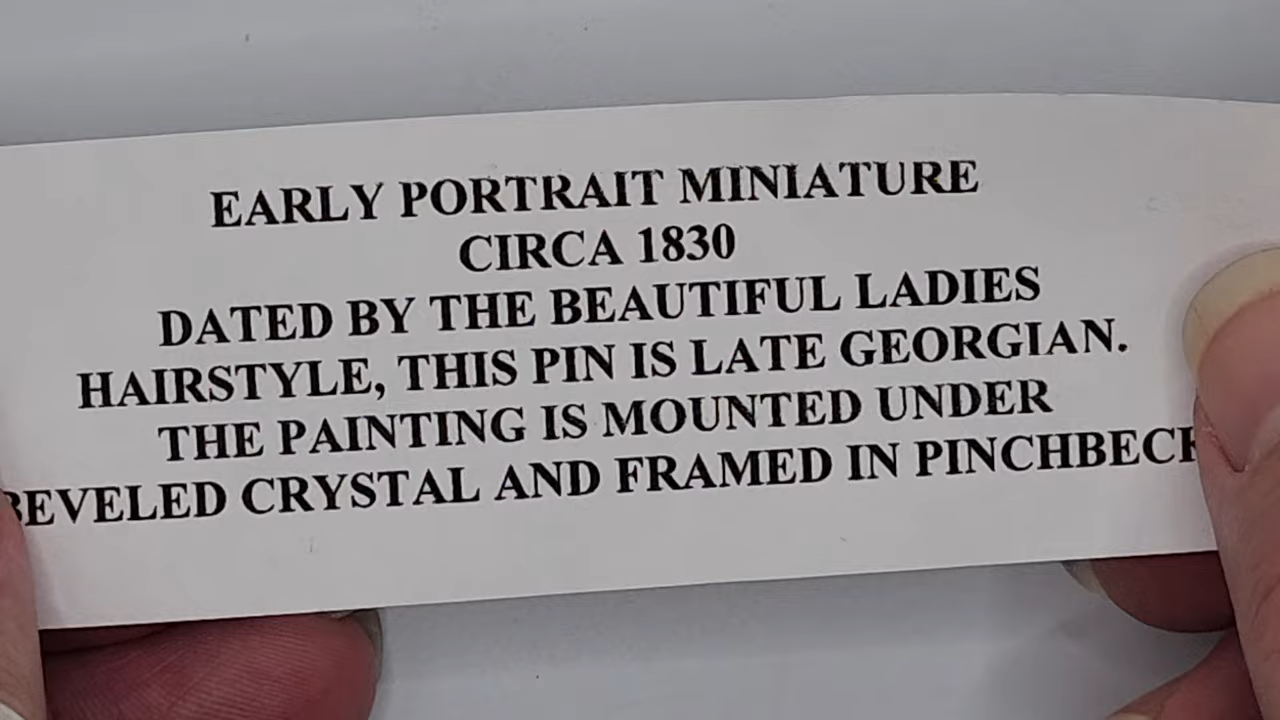 EARLY PORTRAIT MINIATURE
CIRCA 1830
DATED BY THE BEAUTIFUL LADIES
HAIRSTYLE, THIS PIN IS LATE GEORGIAN.
THE PAINTING IS MOUNTED UNDER
BEVELED CRYSTAL AND FRAMED IN PINCHBECK